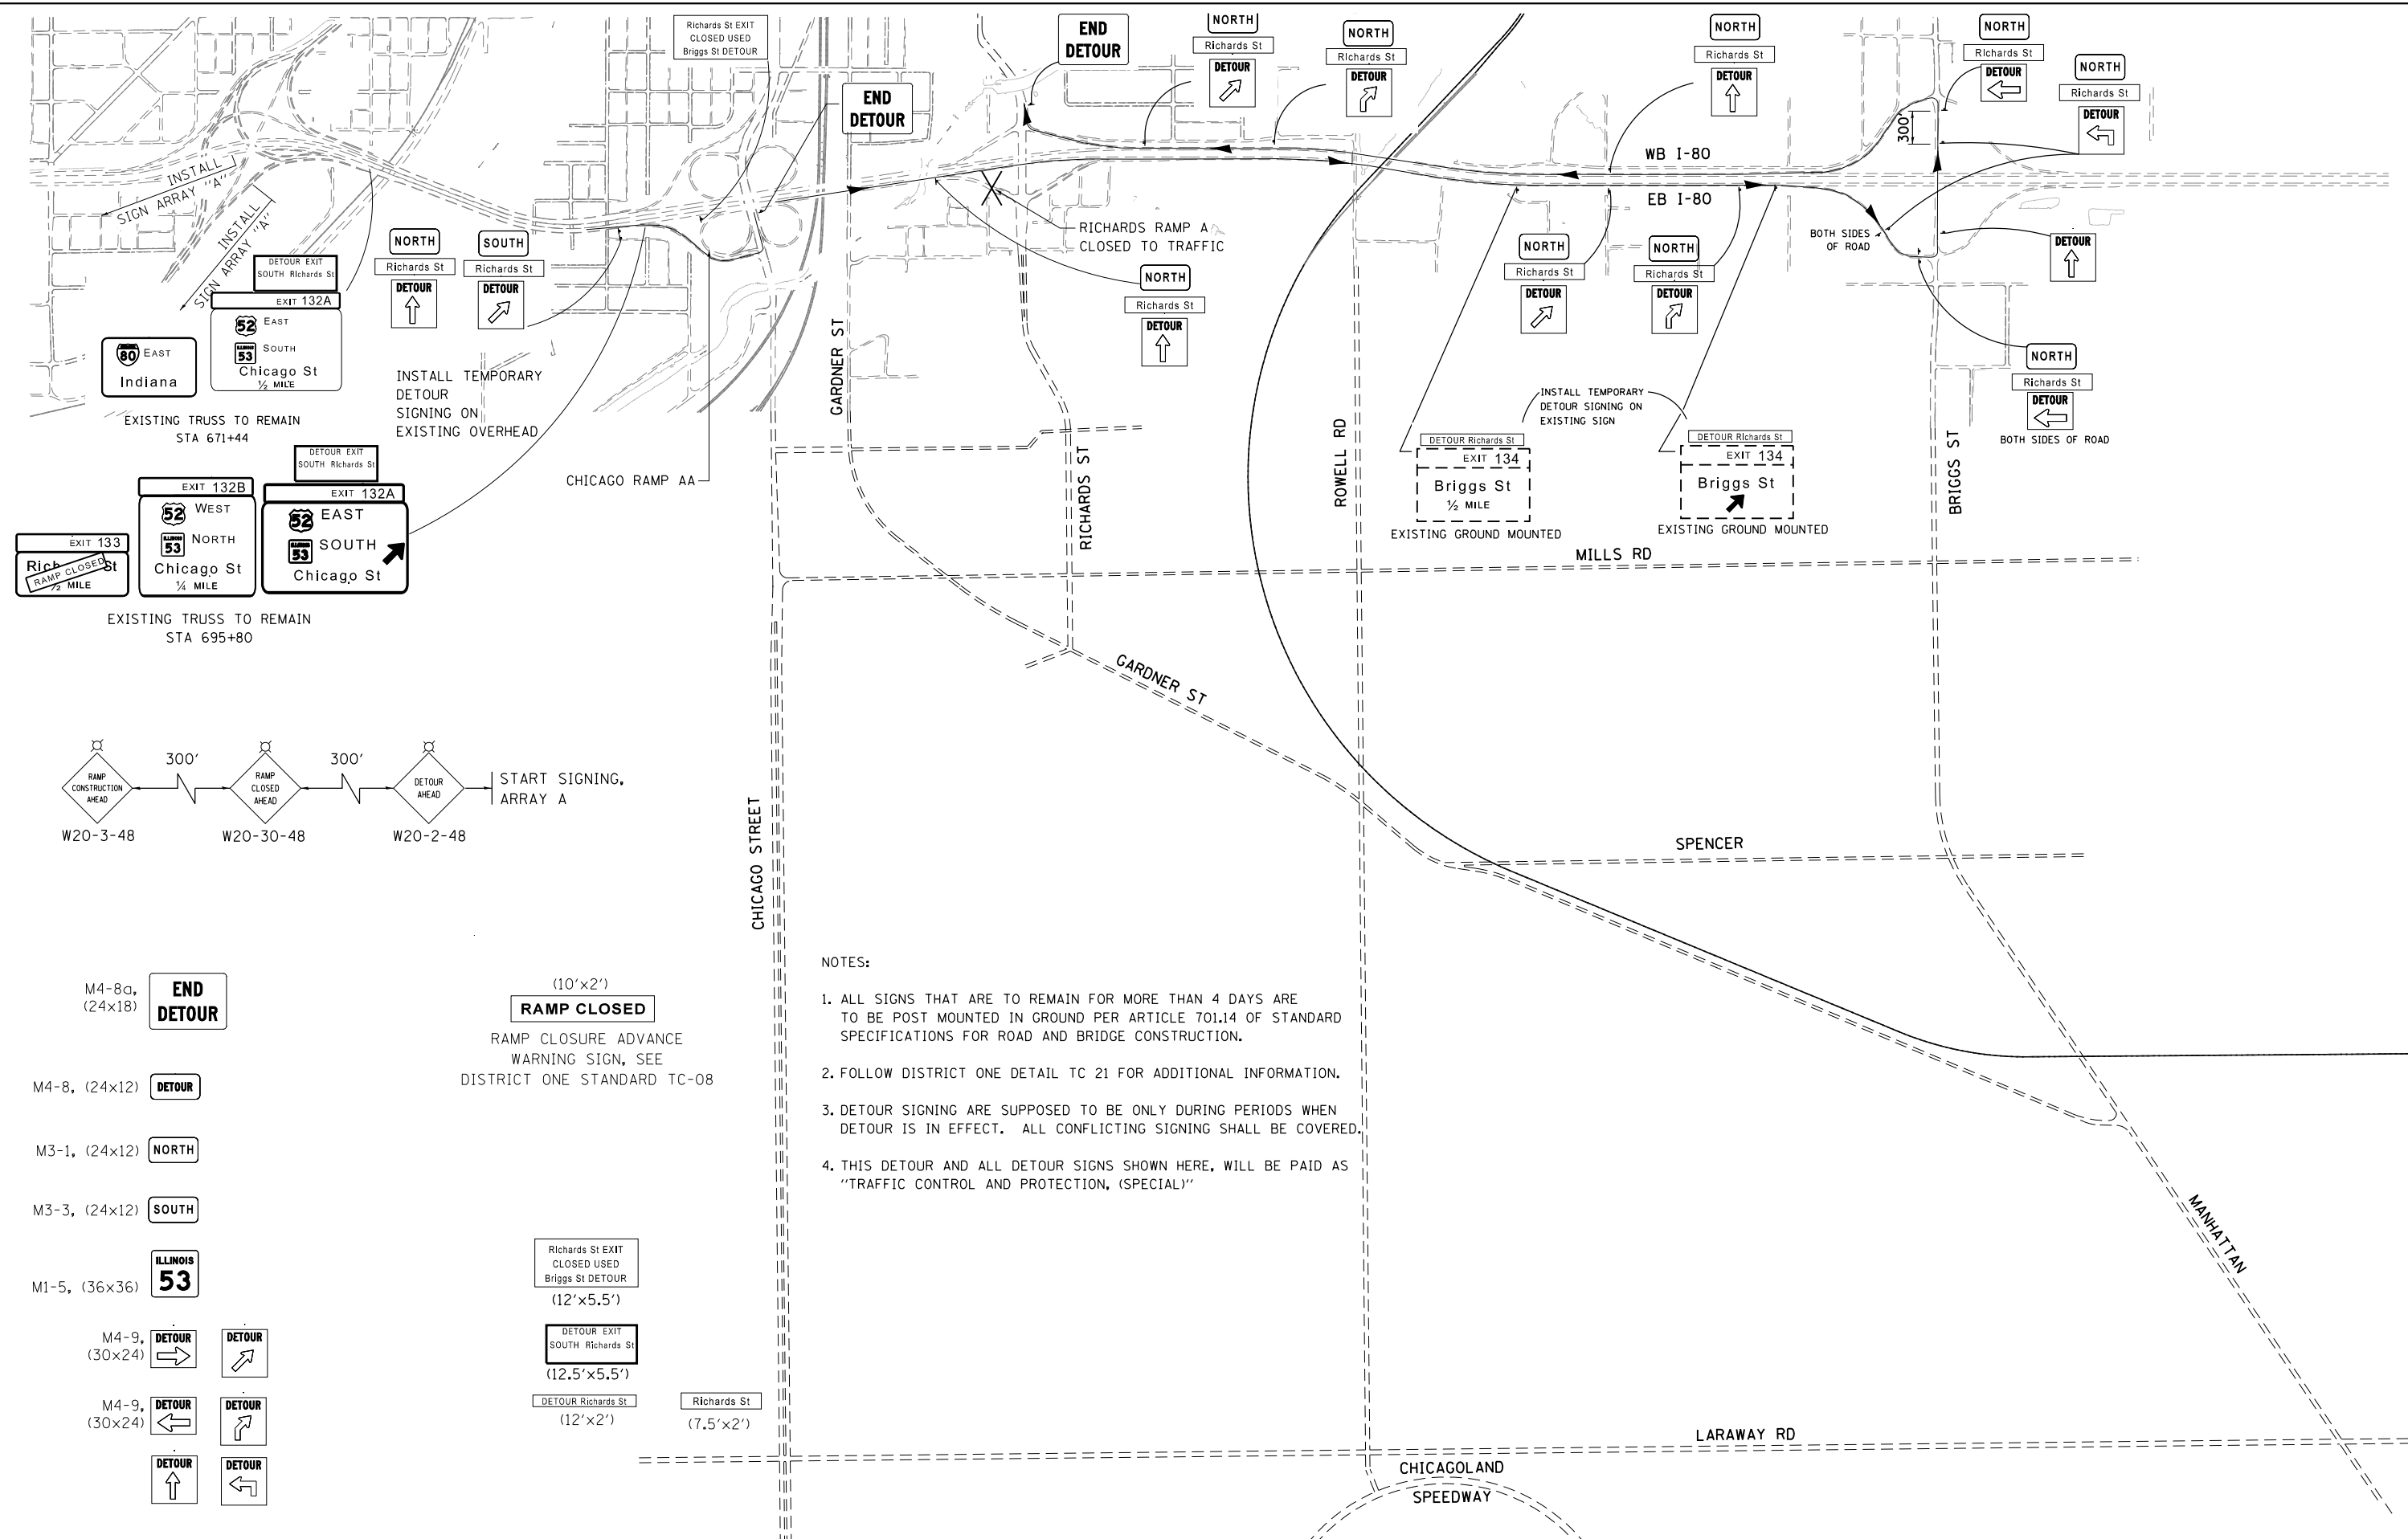 Richards St EXIT
CLOSED USED
Briggs St DETOUR
END
DETOUR
END
DETOUR
NORTH
Richards St
DETOUR
NORTH
Richards St
DETOUR
NORTH
Richards St
DETOUR
NORTH
Richards St
DETOUR
NORTH
Richards St
DETOUR
300'
WB I-80
EB I-80
INSTALL
SIGN ARRAY "A"
INSTALL
SIGN ARRAY "A"
RICHARDS RAMP A
CLOSED TO TRAFFIC
BOTH SIDES
OF ROAD
DETOUR
NORTH
Richards St
DETOUR
SOUTH
Richards St
DETOUR
NORTH
Richards St
DETOUR
NORTH
Richards St
DETOUR
NORTH
Richards St
DETOUR
NORTH
Richards St
DETOUR
BOTH SIDES OF ROAD
DETOUR EXIT
SOUTH Richards St
EXIT 132A
52 EAST
ILLINOIS
53 SOUTH
Chicago St
½ MILE
80 EAST
Indiana
EXISTING TRUSS TO REMAIN
STA 671+44
INSTALL TEMPORARY
DETOUR
SIGNING ON
EXISTING OVERHEAD
CHICAGO RAMP AA
GARDNER ST
RICHARDS ST
ROWELL RD
BRIGGS ST
INSTALL TEMPORARY
DETOUR SIGNING ON
EXISTING SIGN
DETOUR Richards St
EXIT 134
Briggs St
½ MILE
EXISTING GROUND MOUNTED
DETOUR Richards St
EXIT 134
Briggs St
EXISTING GROUND MOUNTED
DETOUR EXIT
SOUTH Richards St
EXIT 132A
52 EAST
ILLINOIS
53 SOUTH
Chicago St
EXIT 132B
52 WEST
ILLINOIS
53 NORTH
Chicago St
¼ MILE
EXIT 133
Rich St
RAMP CLOSED
½ MILE
EXISTING TRUSS TO REMAIN
STA 695+80
MILLS RD
GARDNER ST
CHICAGO STREET
SPENCER
MANHATTAN
LARAWAY RD
CHICAGOLAND
SPEEDWAY
RAMP
CONSTRUCTION
AHEAD
W20-3-48
300'
RAMP
CLOSED
AHEAD
W20-30-48
300'
DETOUR
AHEAD
W20-2-48
START SIGNING,
ARRAY A
M4-8a,
(24x18)
END
DETOUR
M4-8, (24x12) DETOUR
M3-1, (24x12) NORTH
M3-3, (24x12) SOUTH
M1-5, (36x36)
ILLINOIS
53
M4-9,
(30x24)
DETOUR
DETOUR
M4-9,
(30x24)
DETOUR
DETOUR
DETOUR
DETOUR
(10'x2')
RAMP CLOSED
RAMP CLOSURE ADVANCE
WARNING SIGN, SEE
DISTRICT ONE STANDARD TC-08
Richards St EXIT
CLOSED USED
Briggs St DETOUR
(12'x5.5')
DETOUR EXIT
SOUTH Richards St
(12.5'x5.5')
DETOUR Richards St
(12'x2')
Richards St
(7.5'x2')
NOTES:
1. ALL SIGNS THAT ARE TO REMAIN FOR MORE THAN 4 DAYS ARE
TO BE POST MOUNTED IN GROUND PER ARTICLE 701.14 OF STANDARD
SPECIFICATIONS FOR ROAD AND BRIDGE CONSTRUCTION.
2. FOLLOW DISTRICT ONE DETAIL TC 21 FOR ADDITIONAL INFORMATION.
3. DETOUR SIGNING ARE SUPPOSED TO BE ONLY DURING PERIODS WHEN
DETOUR IS IN EFFECT. ALL CONFLICTING SIGNING SHALL BE COVERED.
4. THIS DETOUR AND ALL DETOUR SIGNS SHOWN HERE, WILL BE PAID AS
"TRAFFIC CONTROL AND PROTECTION, (SPECIAL)"